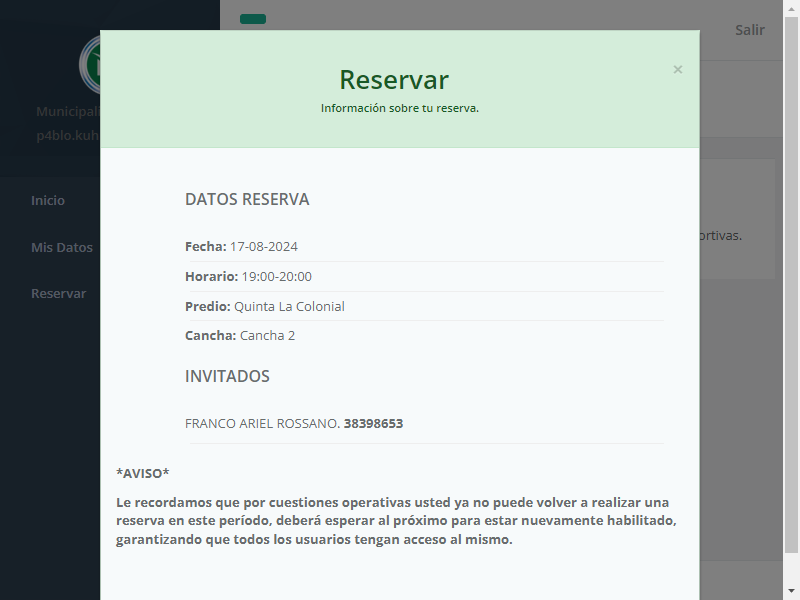 Salir
Reservar
×
Información sobre tu reserva.
Municipali
p4blo.kuh
Inicio
Mis Datos
Reservar
ortivas.
DATOS RESERVA
Fecha: 17-08-2024
Horario: 19:00-20:00
Predio: Quinta La Colonial
Cancha: Cancha 2
INVITADOS
FRANCO ARIEL ROSSANO. 38398653
*AVISO*
Le recordamos que por cuestiones operativas usted ya no puede volver a realizar una
reserva en este período, deberá esperar al próximo para estar nuevamente habilitado,
garantizando que todos los usuarios tengan acceso al mismo.